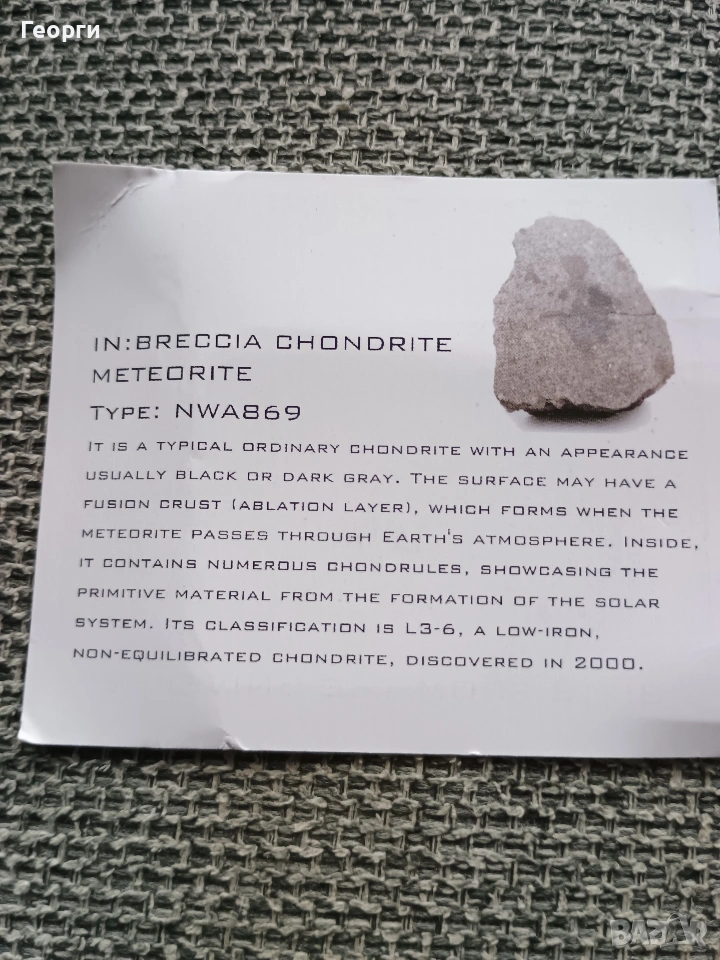 Георги
IN:BRECCIA CHONDRITE
METEORITE
TYPE: NWA869
IT IS A TYPICAL ORDINARY CHONDRITE WITH AN APPEARANCE
USUALLY BLACK OR DARK GRAY. THE SURFACE MAY HAVE A
FUSION CRUST (ABLATION LAYER), WHICH FORMS WHEN THE
METEORITE PASSES THROUGH EARTH'S ATMOSPHERE. INSIDE,
IT CONTAINS NUMEROUS CHONDRULES, SHOWCASING THE
PRIMITIVE MATERIAL FROM THE FORMATION OF THE SOLAR
SYSTEM. ITS CLASSIFICATION IS L3-6, A LOW-IRON,
NON-EQUILIBRATED CHONDRITE, DISCOVERED IN 2000.
BAZAR